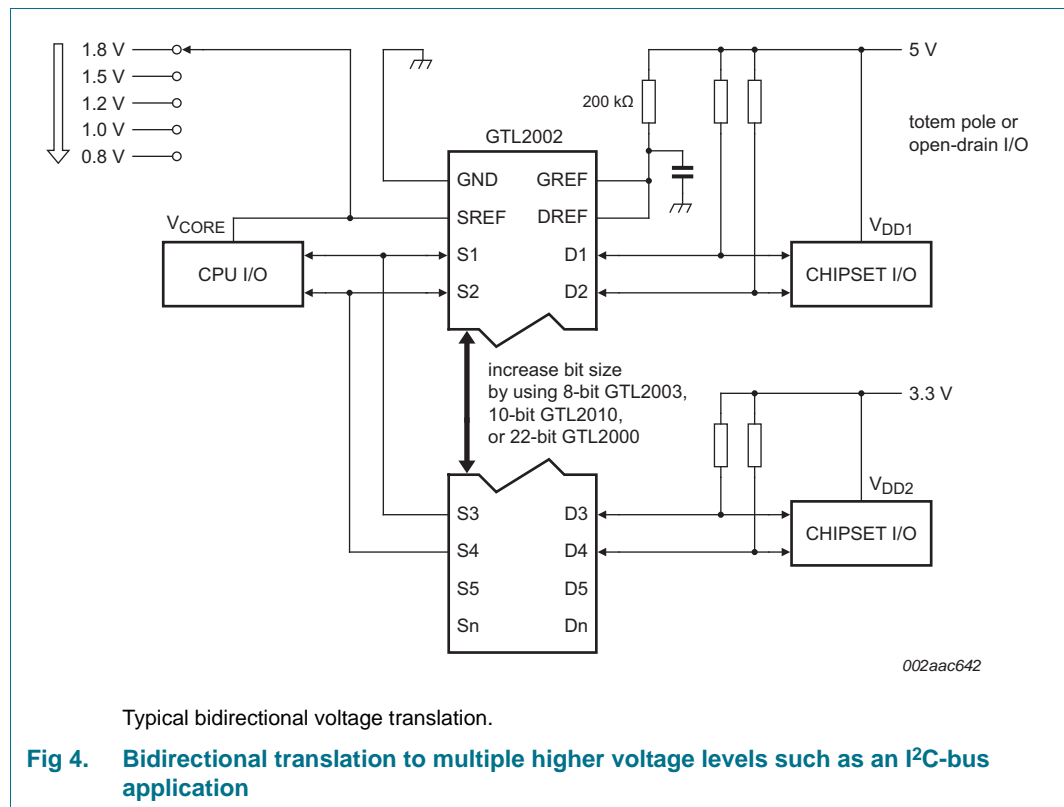 1.8 V
1.5 V
1.2 V
1.0 V
0.8 V
5 V
200 kΩ
totem pole or
open-drain I/O
GTL2002
GND
GREF
SREF
DREF
S1
D1
S2
D2
VCORE
CPU I/O
VDD1
CHIPSET I/O
increase bit size
by using 8-bit GTL2003,
10-bit GTL2010,
or 22-bit GTL2000
3.3 V
VDD2
CHIPSET I/O
S3
D3
S4
D4
S5
D5
Sn
Dn
002aac642
Typical bidirectional voltage translation.
Fig 4. Bidirectional translation to multiple higher voltage levels such as an I²C-bus
application